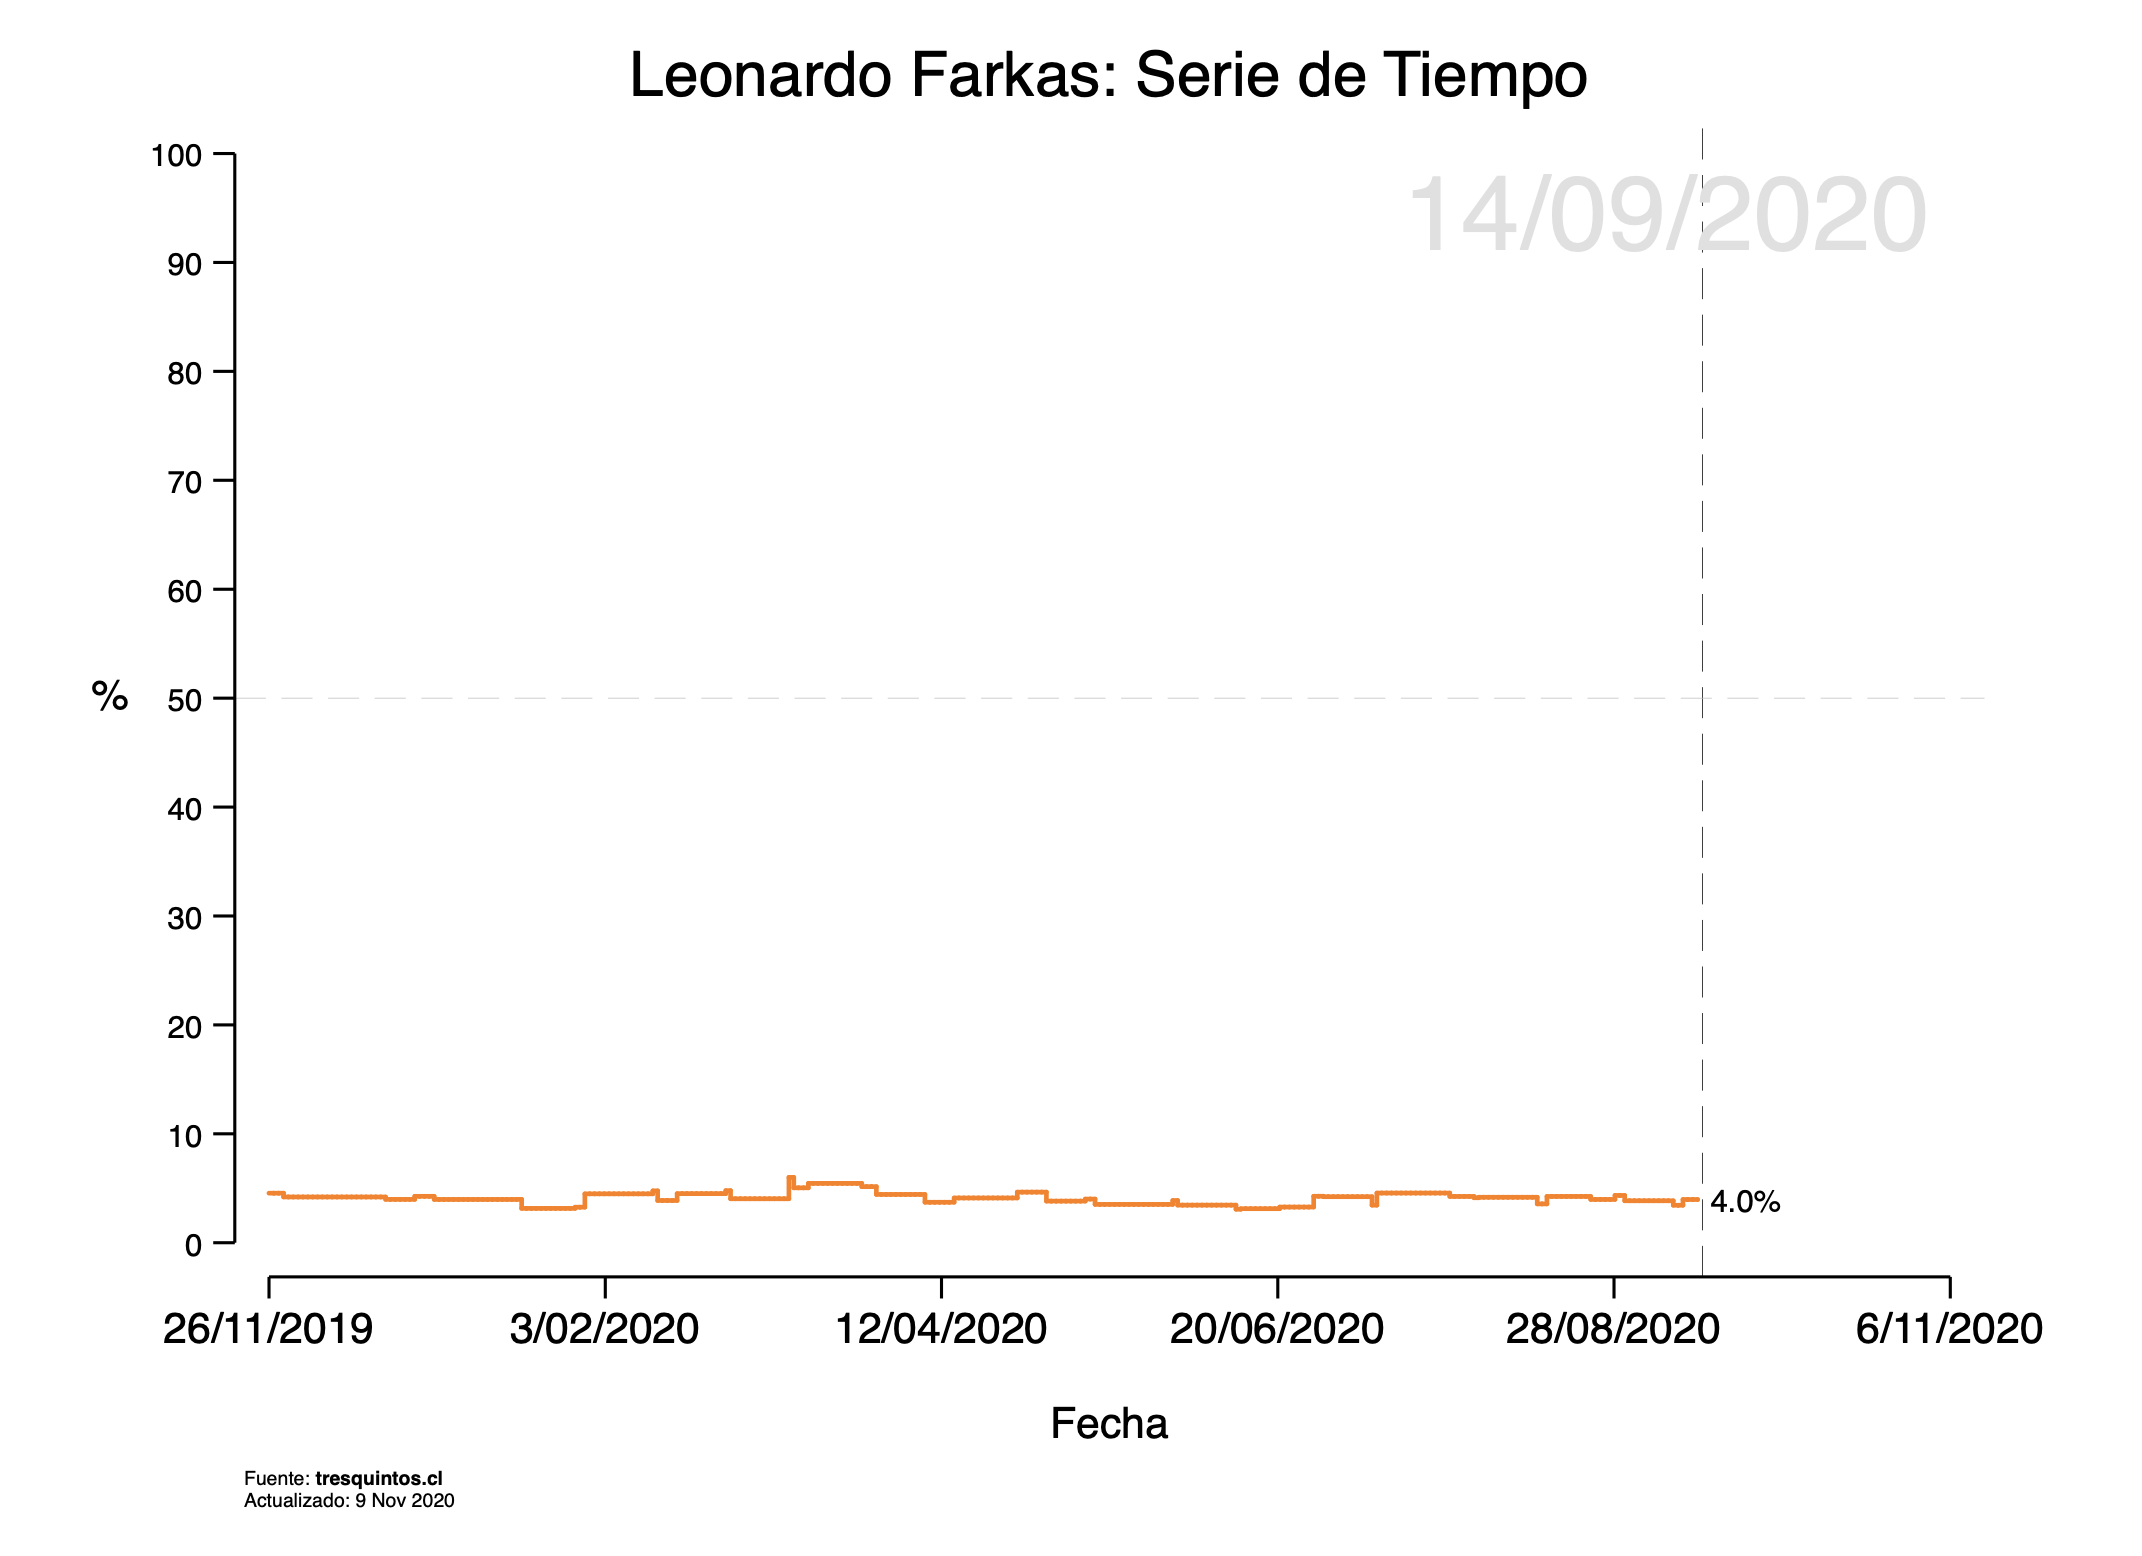 Leonardo Farkas: Serie de Tiempo
14/09/2020
100
90
80
70
60
50
40
30
20
10
0
%
4.0%
26/11/2019 3/02/2020 12/04/2020 20/06/2020 28/08/2020 6/11/2020
Fecha
Fuente: tresquintos.cl
Actualizado: 9 Nov 2020